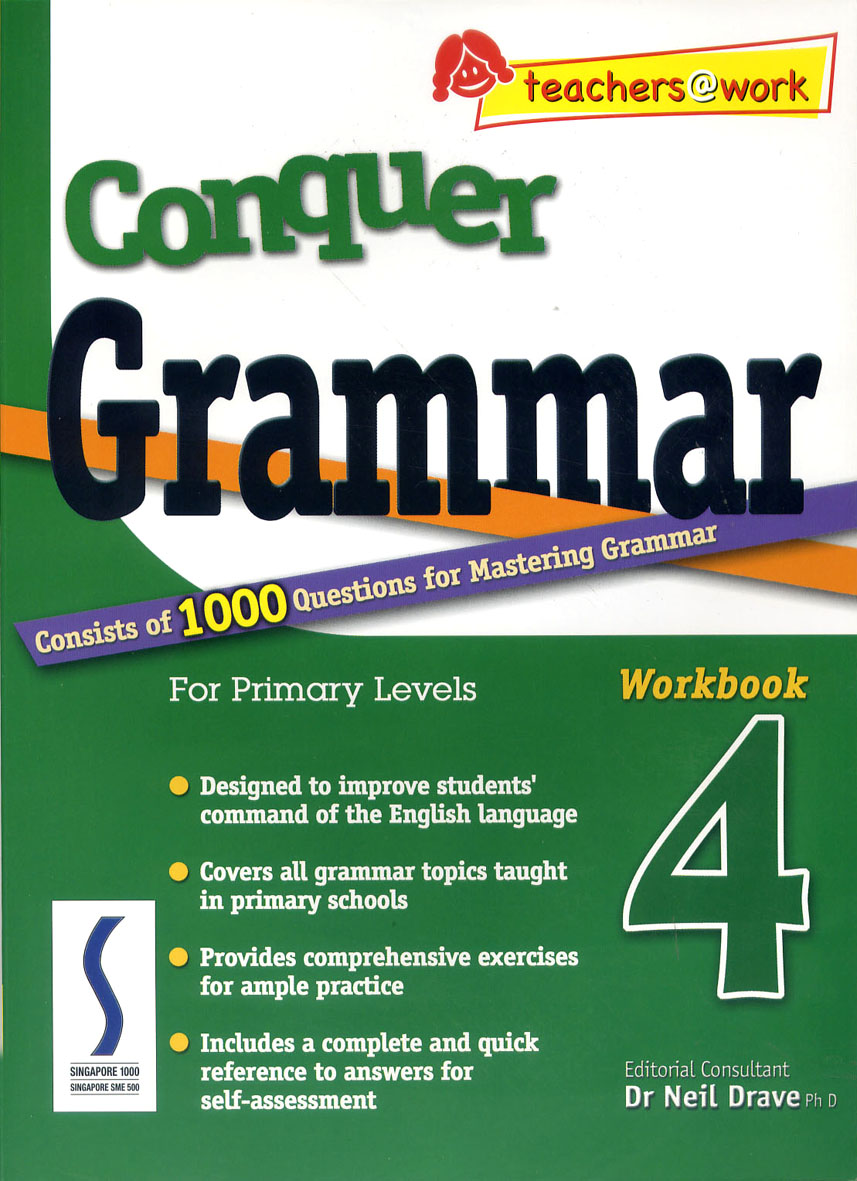 teachers@work
Conquer
Grammar
Consists of 1000 Questions for Mastering Grammar
For Primary Levels
Workbook
4
Designed to improve students'
command of the English language
Covers all grammar topics taught
in primary schools
Provides comprehensive exercises
for ample practice
Includes a complete and quick
reference to answers for
self-assessment
SINGAPORE 1000
SINGAPORE SME 500
Editorial Consultant
Dr Neil Drave Ph D